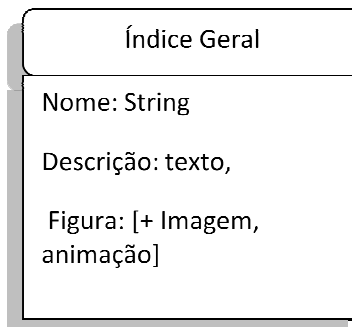 Índice Geral
Nome: String
Descrição: texto,
Figura: [+ Imagem,
animação]